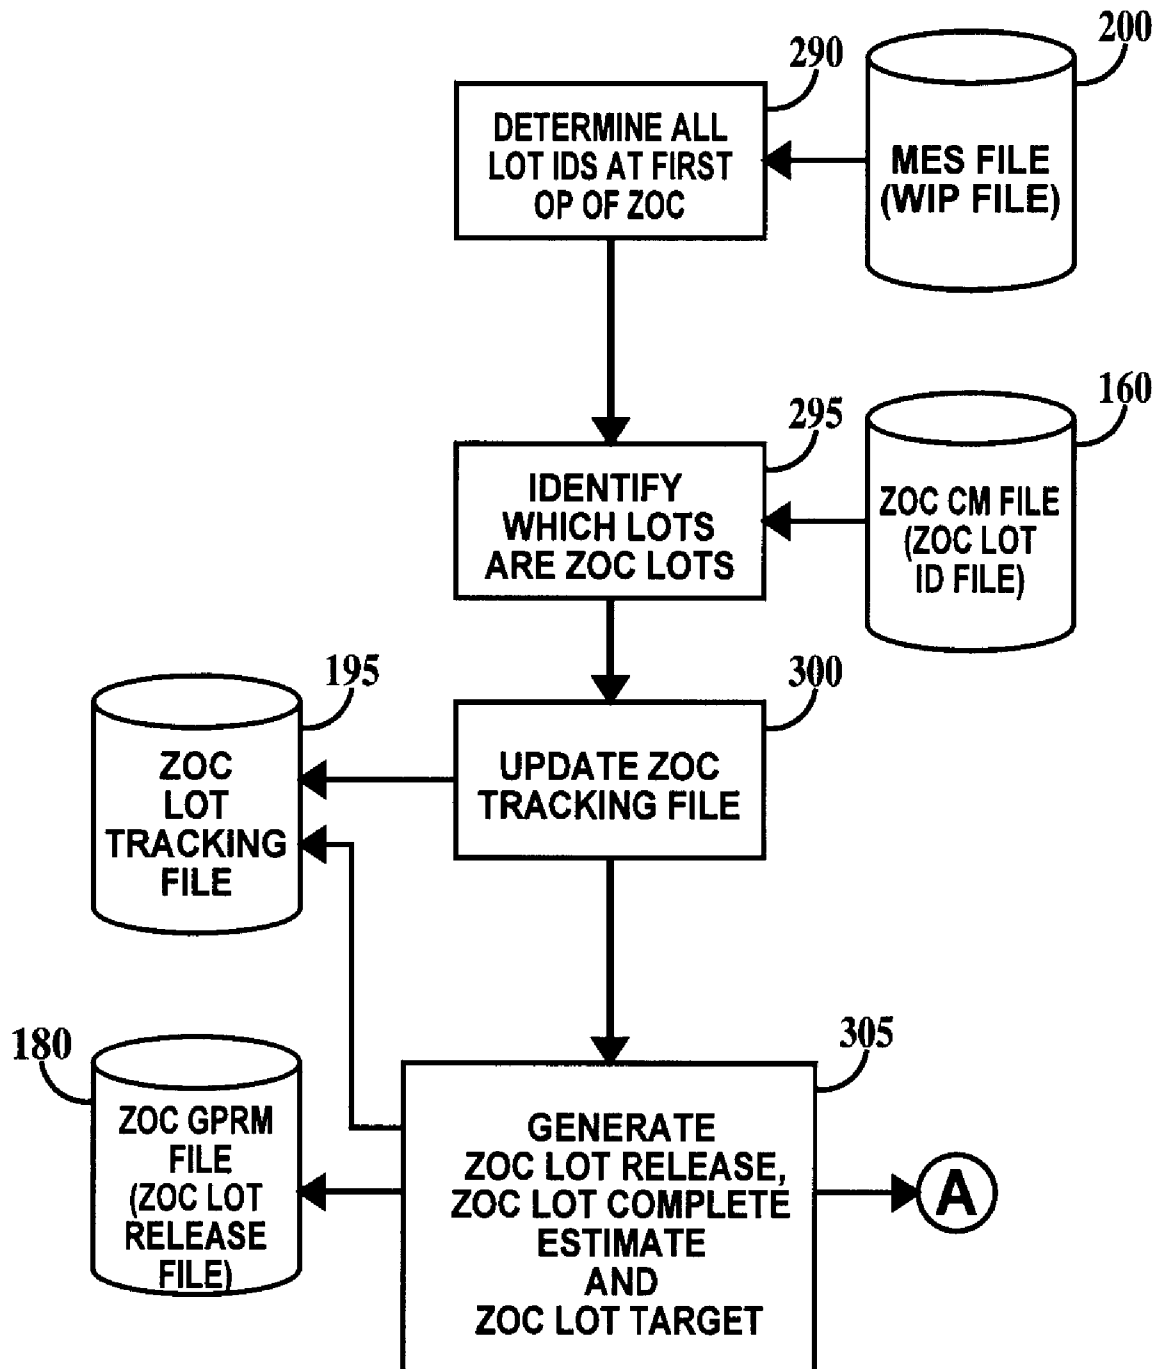 200
290
DETERMINE ALL
LOT IDS AT FIRST
OP OF ZOC
MES FILE
(WIP FILE)
160
295
IDENTIFY
WHICH LOTS
ARE ZOC LOTS
ZOC CM FILE
(ZOC LOT
ID FILE)
195
300
ZOC
LOT
TRACKING
FILE
UPDATE ZOC
TRACKING FILE
180
305
ZOC GPRM
FILE
(ZOC LOT
RELEASE
FILE)
GENERATE
ZOC LOT RELEASE,
ZOC LOT COMPLETE
ESTIMATE
AND
ZOC LOT TARGET
A